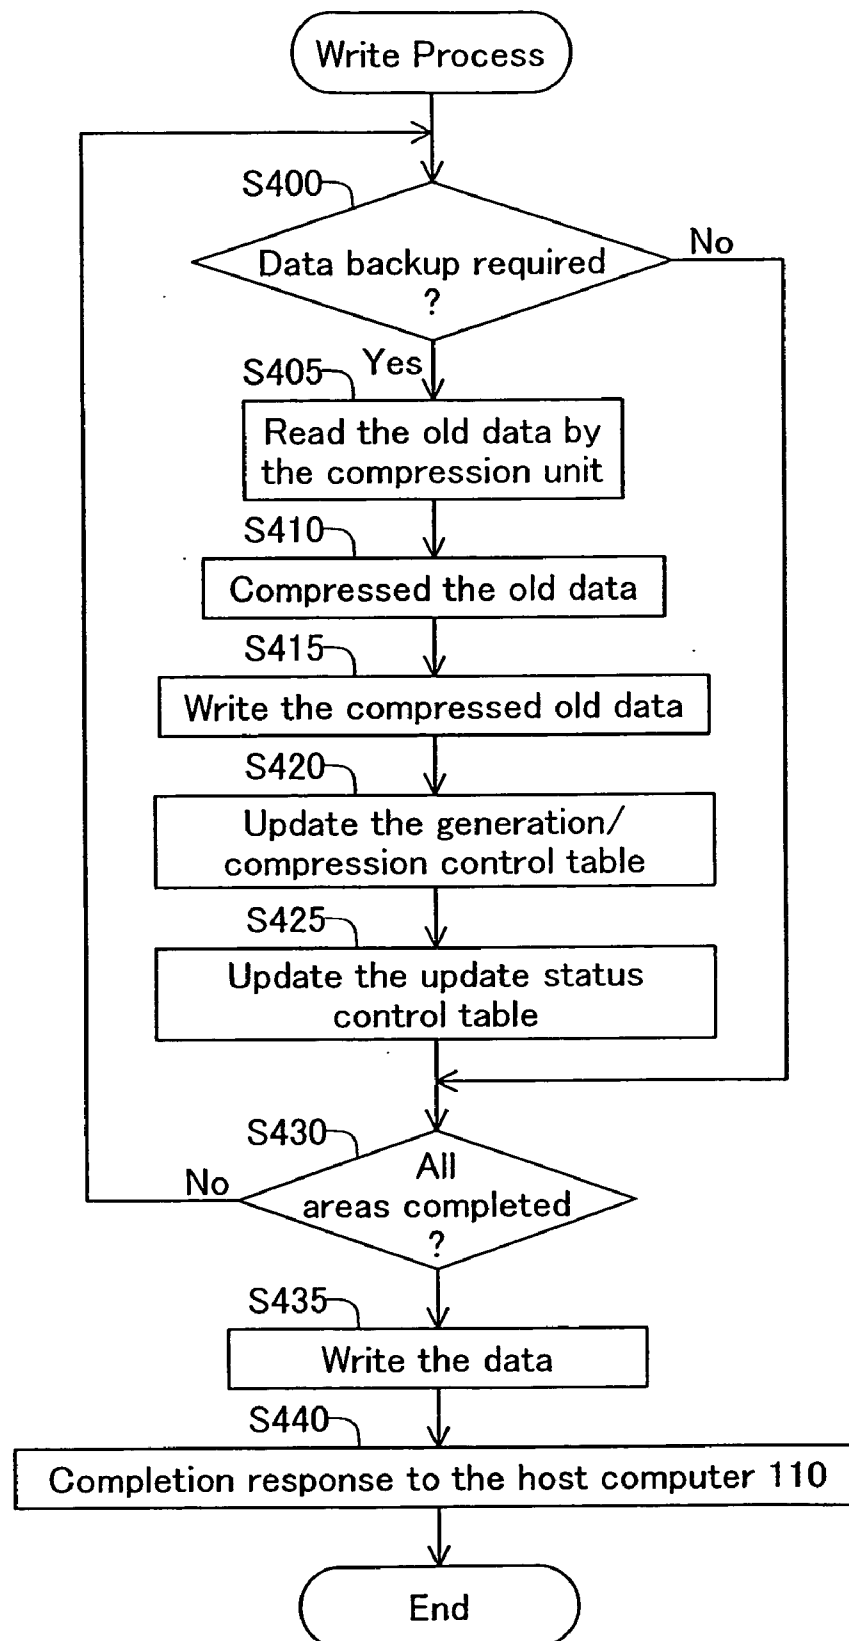 Write Process
S400
Data backup required
?
No
Yes
S405
Read the old data by
the compression unit
S410
Compressed the old data
S415
Write the compressed old data
S420
Update the generation/
compression control table
S425
Update the update status
control table
S430
All
areas completed
?
No
S435
Write the data
S440
Completion response to the host computer 110
End